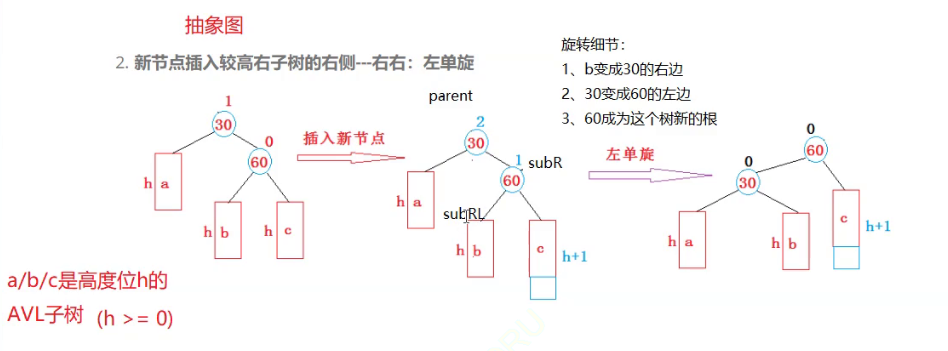 抽象图
2. 新节点插入较高右子树的右侧---右右：左单旋
旋转细节：
1、b变成30的右边
2、30变成60的左边
3、60成为这个树新的根
1
30
0
60
h a
h b
h c
插入新节点
parent
2
30
1
subR
60
h a
subRL
h b
c
h+1
左单旋
0
60
0
30
h a
h b
c
h+1
a/b/c是高度位h的
AVL子树 (h >= 0)